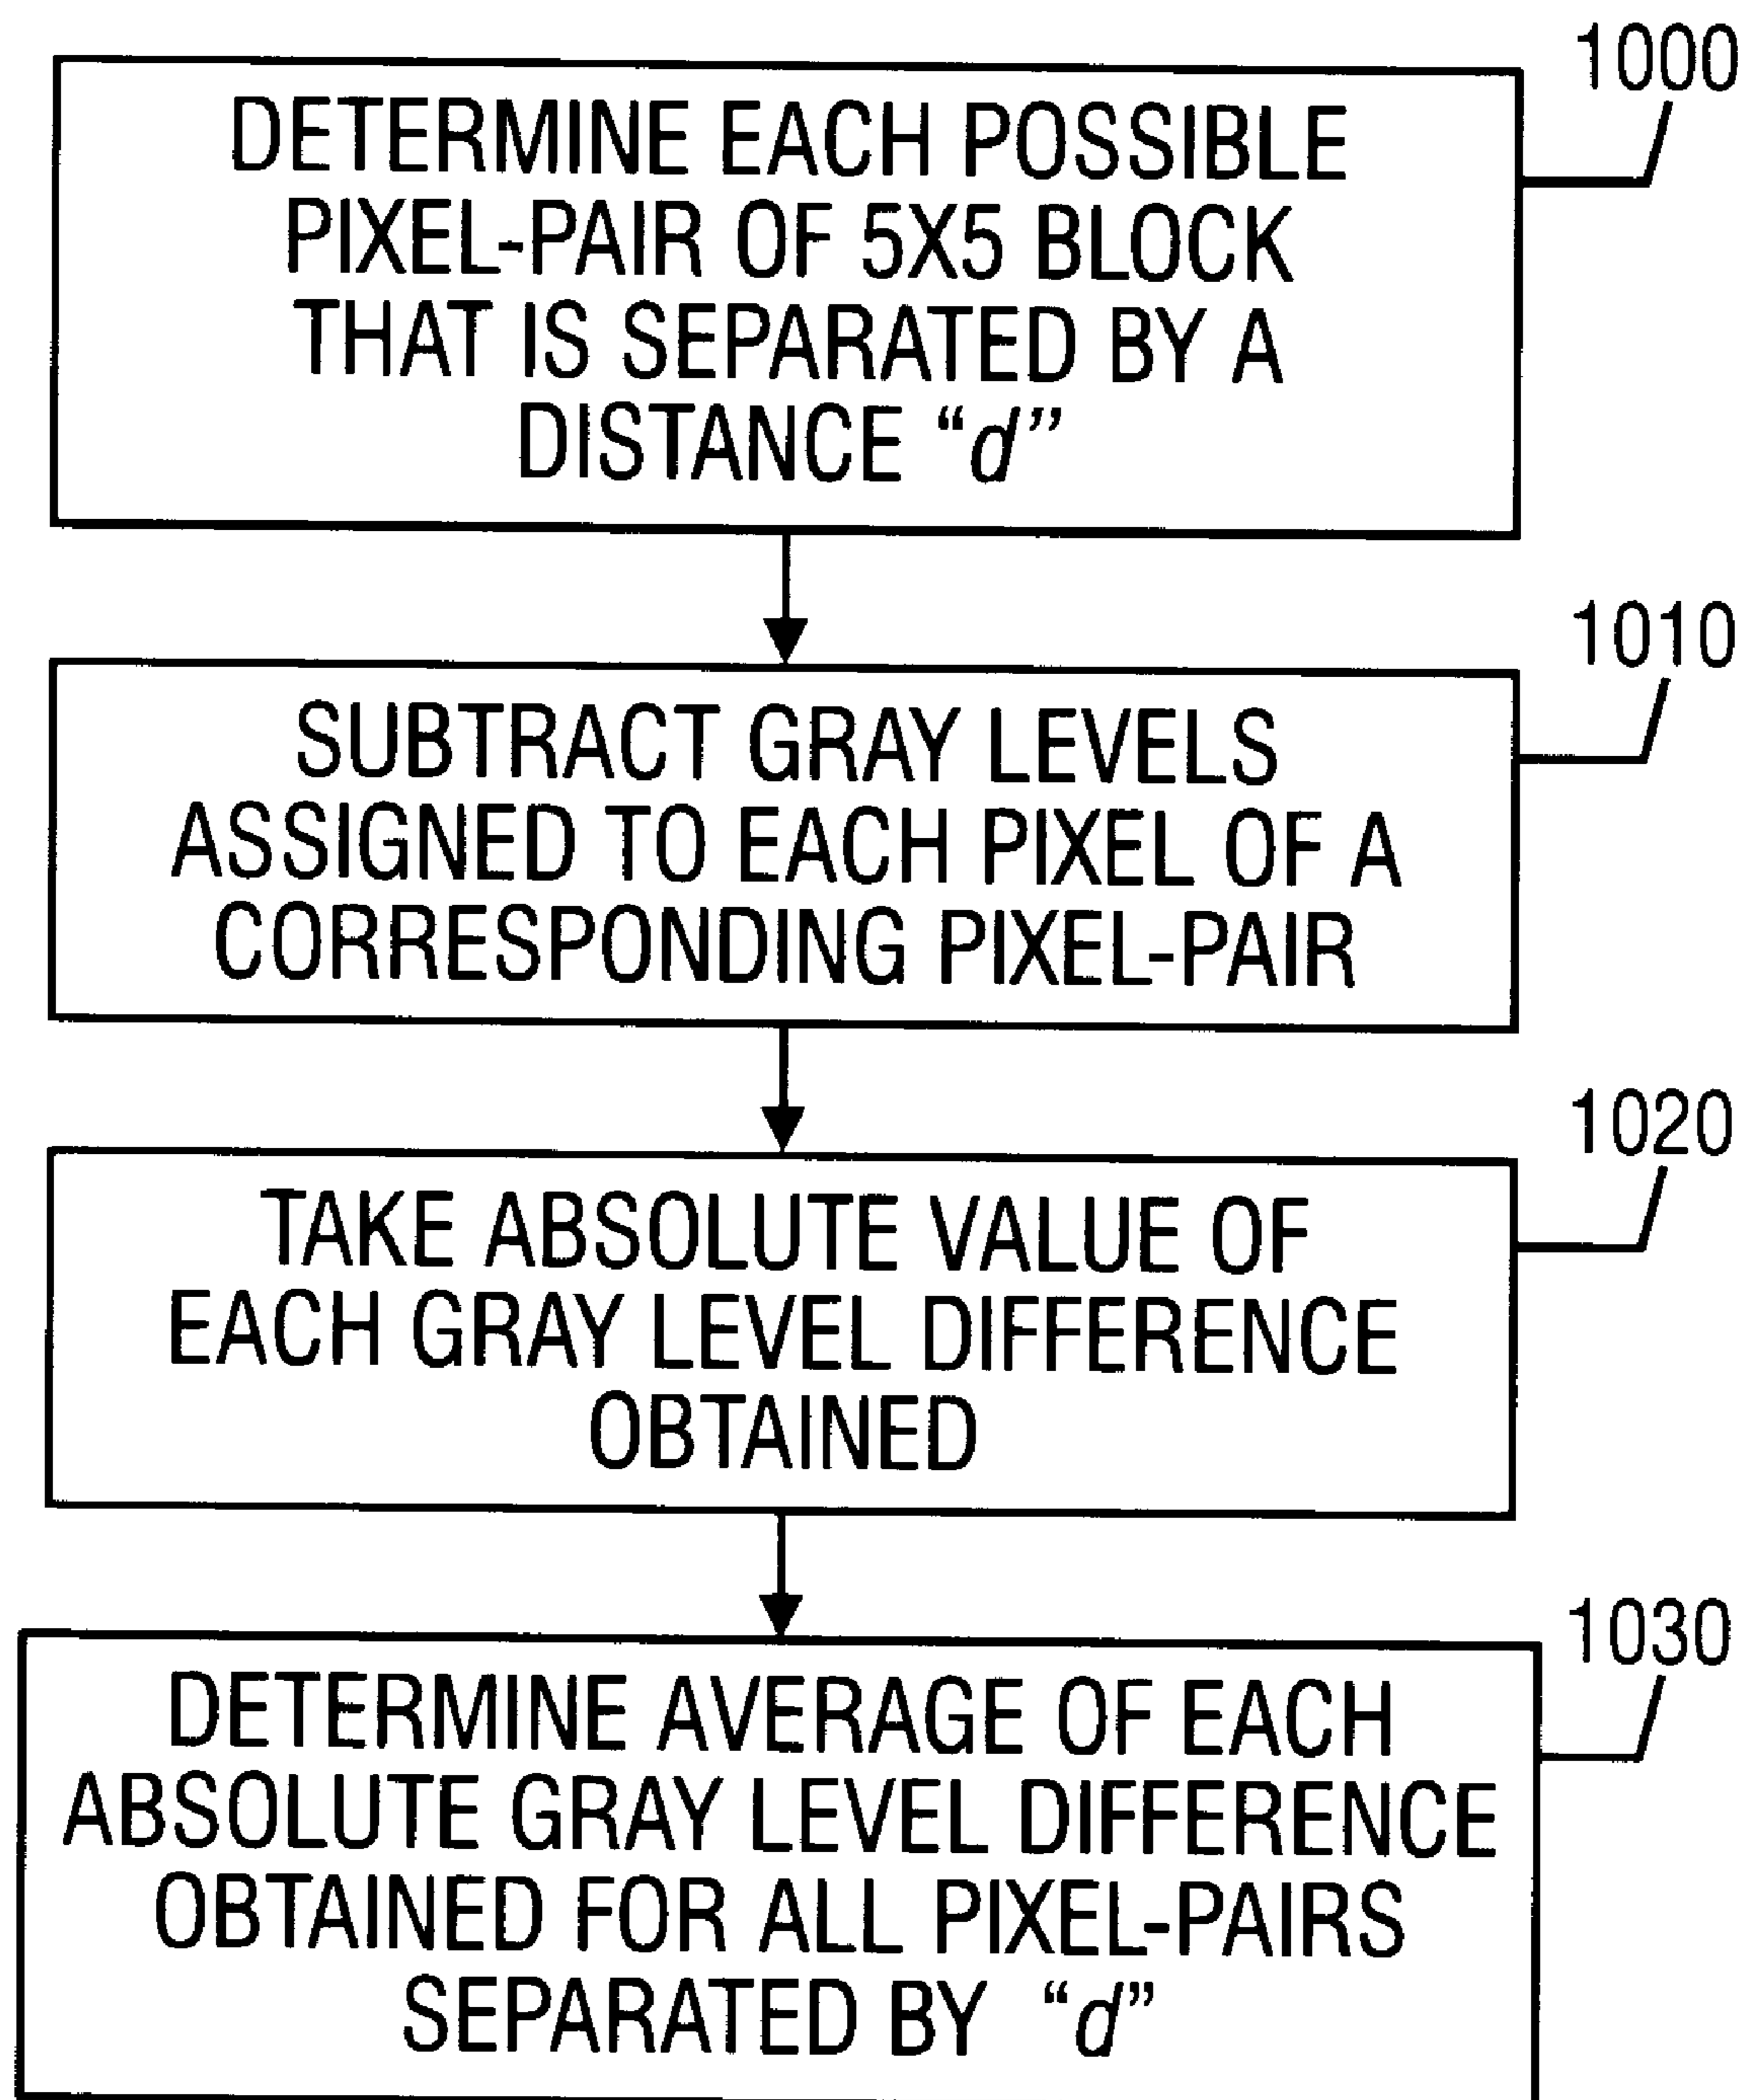 1000
DETERMINE EACH POSSIBLE
PIXEL-PAIR OF 5X5 BLOCK
THAT IS SEPARATED BY A
DISTANCE “d”
1010
SUBTRACT GRAY LEVELS
ASSIGNED TO EACH PIXEL OF A
CORRESPONDING PIXEL-PAIR
1020
TAKE ABSOLUTE VALUE OF
EACH GRAY LEVEL DIFFERENCE
OBTAINED
1030
DETERMINE AVERAGE OF EACH
ABSOLUTE GRAY LEVEL DIFFERENCE
OBTAINED FOR ALL PIXEL-PAIRS
SEPARATED BY “d”